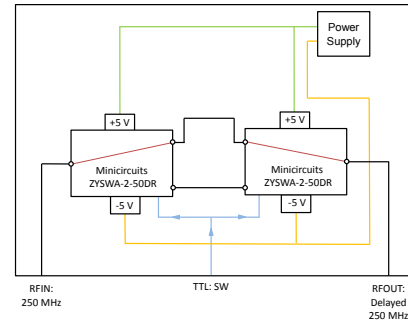 Power
Supply
+5 V
+5 V
Minicircuits
ZYSWA-2-50DR
Minicircuits
ZYSWA-2-50DR
-5 V
-5 V
RFIN:
250 MHz
TTL: SW
RFOUT:
Delayed
250 MHz